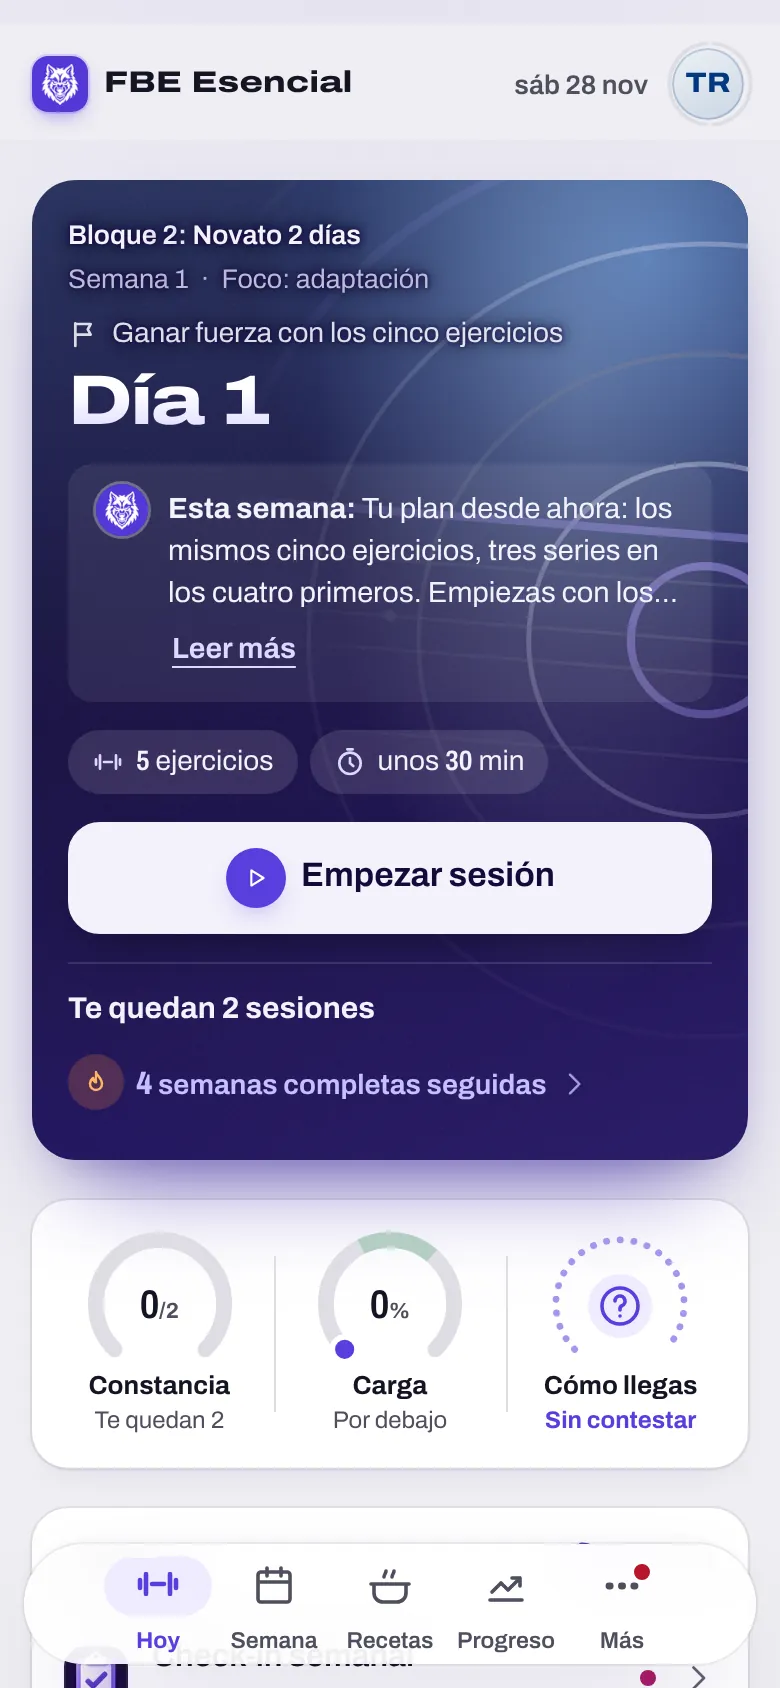 FBE Esencial
sáb 28 nov
TR
Bloque 2: Novato 2 días
Semana 1 · Foco: adaptación
Ganar fuerza con los cinco ejercicios
Día 1
Esta semana: Tu plan desde ahora: los
mismos cinco ejercicios, tres series en
los cuatro primeros. Empiezas con los...
Leer más
5 ejercicios
unos 30 min
Empezar sesión
Te quedan 2 sesiones
4 semanas completas seguidas
0/2
Constancia
Te quedan 2
0%
Carga
Por debajo
Cómo llegas
Sin contestar
Hoy
Semana
Recetas
Progreso
Más
Check-in semanal